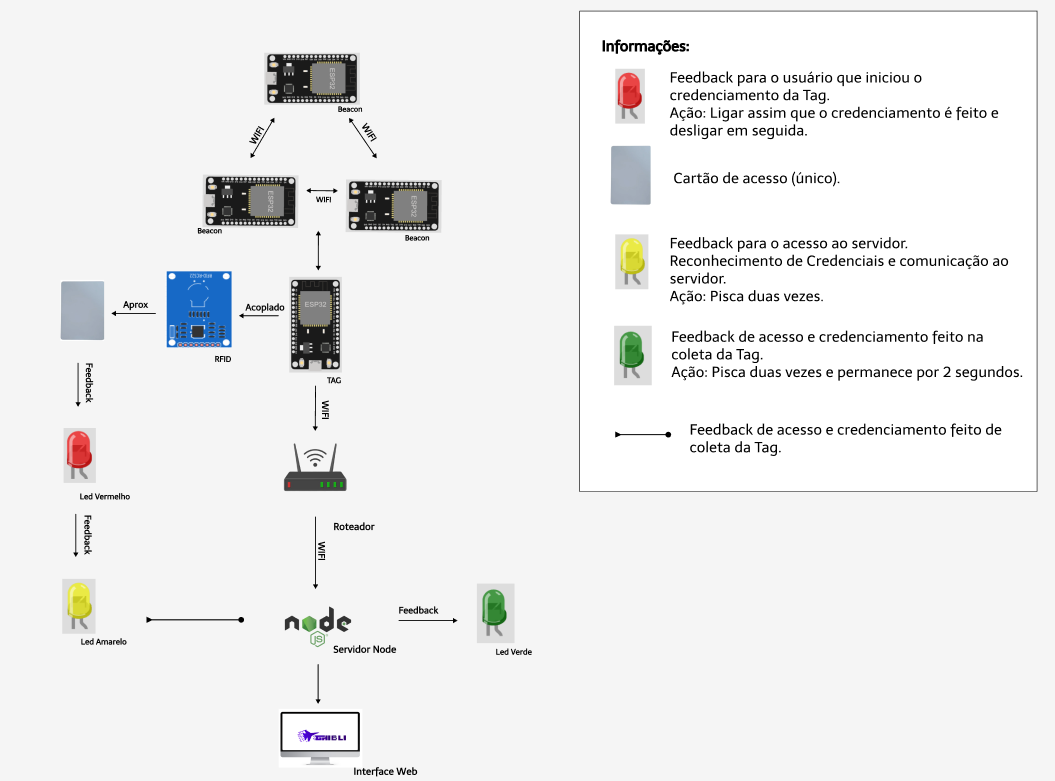 Informações:
Feedback para o usuário que iniciou o
credenciamento da Tag.
Ação: Ligar assim que o credenciamento é feito e
desligar em seguida.
Cartão de acesso (único).
Feedback para o acesso ao servidor.
Reconhecimento de Credenciais e comunicação ao
servidor.
Ação: Pisca duas vezes.
Feedback de acesso e credenciamento feito na
coleta da Tag.
Ação: Pisca duas vezes e permanece por 2 segundos.
Feedback de acesso e credenciamento feito de
coleta da Tag.
ESP32
Beacon
WIFI
WIFI
ESP32
ESP32
WIFI
Beacon
Beacon
Aprox
Acoplado
ESP32
RFID
TAG
Feedback
WIFI
Led Vermelho
Feedback
Roteador
WIFI
Led Amarelo
node
JS
Servidor Node
Feedback
Led Verde
GHIBLI
Interface Web